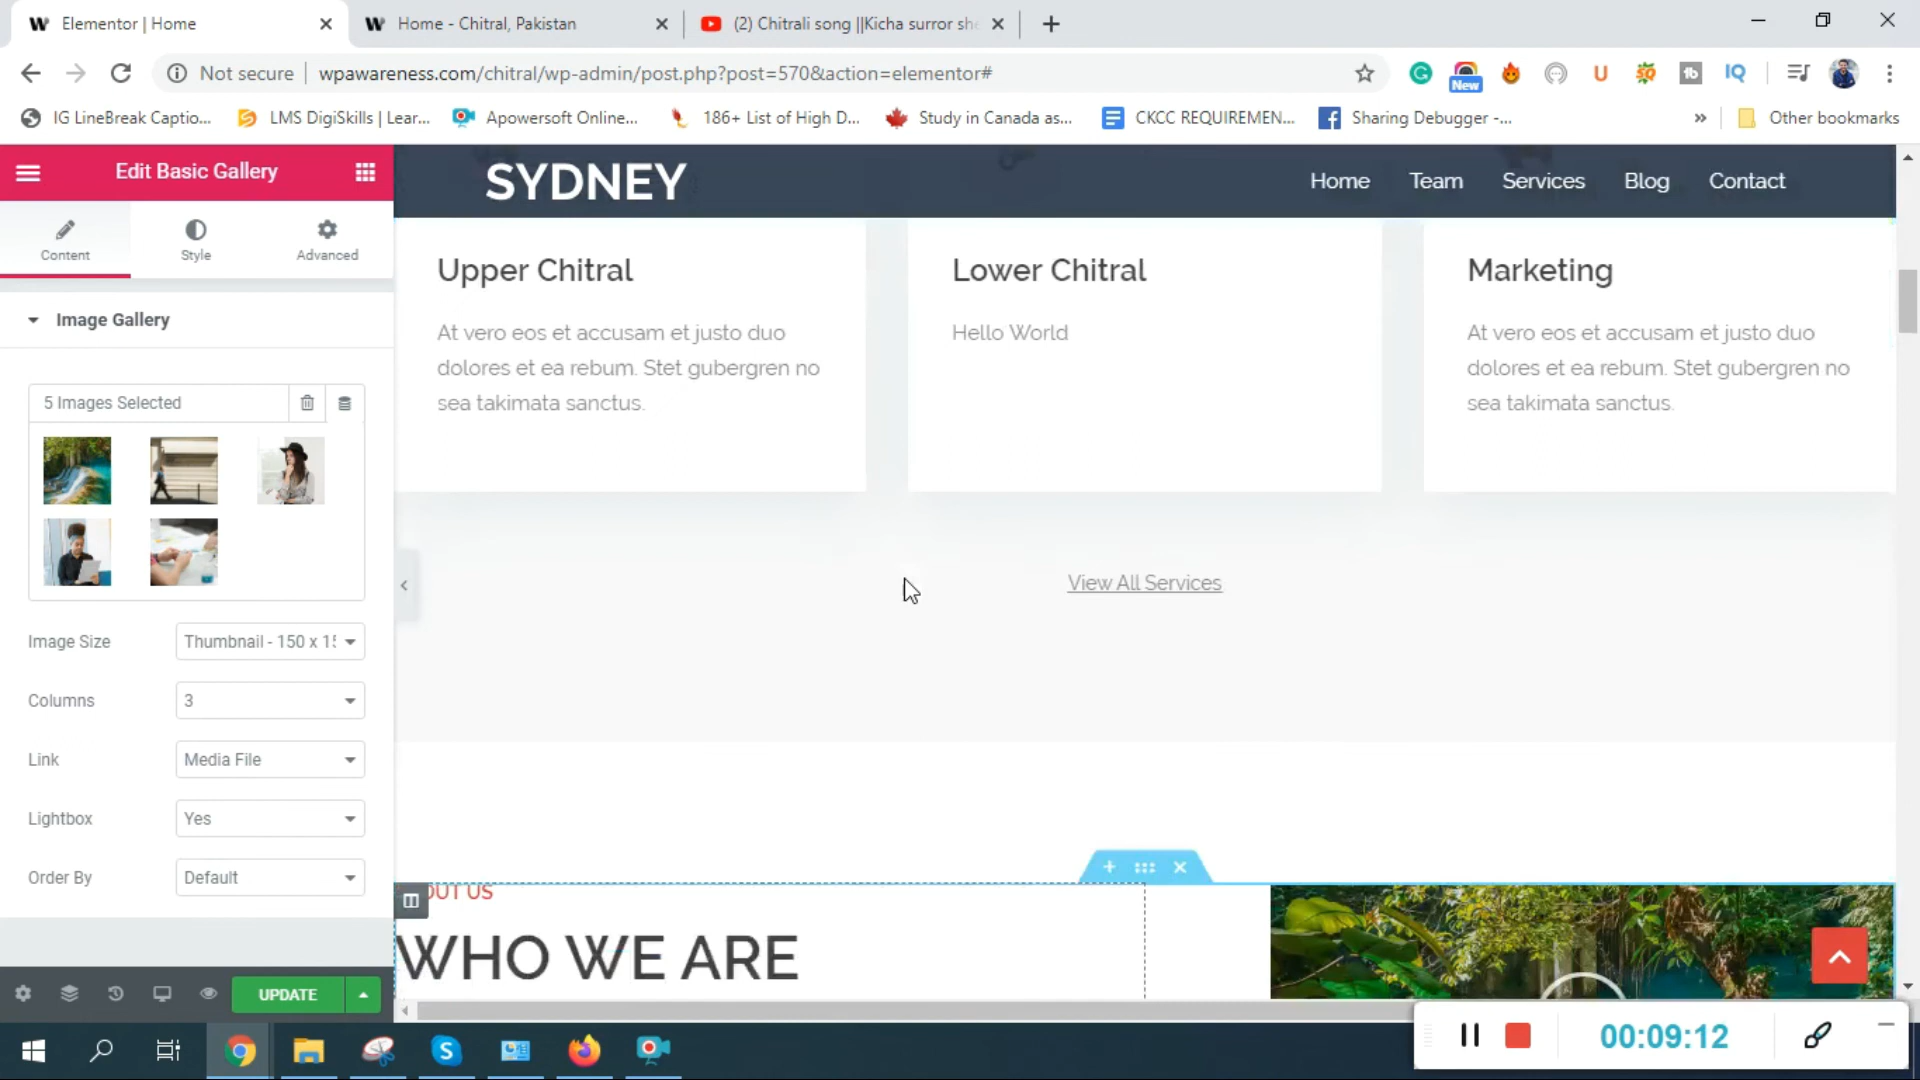 Elementor | Home
Home - Chitral, Pakistan
(2) Chitrali song ||Kicha surror she
Not secure
wpawareness.com/chitral/wp-admin/post.php?post=570&action=elementor#
New
IG LineBreak Captio...
LMS DigiSkills | Lear...
Apowersoft Online...
186+ List of High D...
Study in Canada as...
CKCC REQUIREMEN...
Sharing Debugger -...
»
Other bookmarks
Edit Basic Gallery
Content
Style
Advanced
Image Gallery
5 Images Selected
Image Size
Thumbnail - 150 x 15
Columns
3
Link
Media File
Lightbox
Yes
Order By
Default
UPDATE
SYDNEY
Home
Team
Services
Blog
Contact
Upper Chitral
At vero eos et accusam et justo duo
dolores et ea rebum. Stet gubergren no
sea takimata sanctus.
Lower Chitral
Hello World
Marketing
At vero eos et accusam et justo duo
dolores et ea rebum. Stet gubergren no
sea takimata sanctus.
View All Services
OUT US
WHO WE ARE
00:09:12